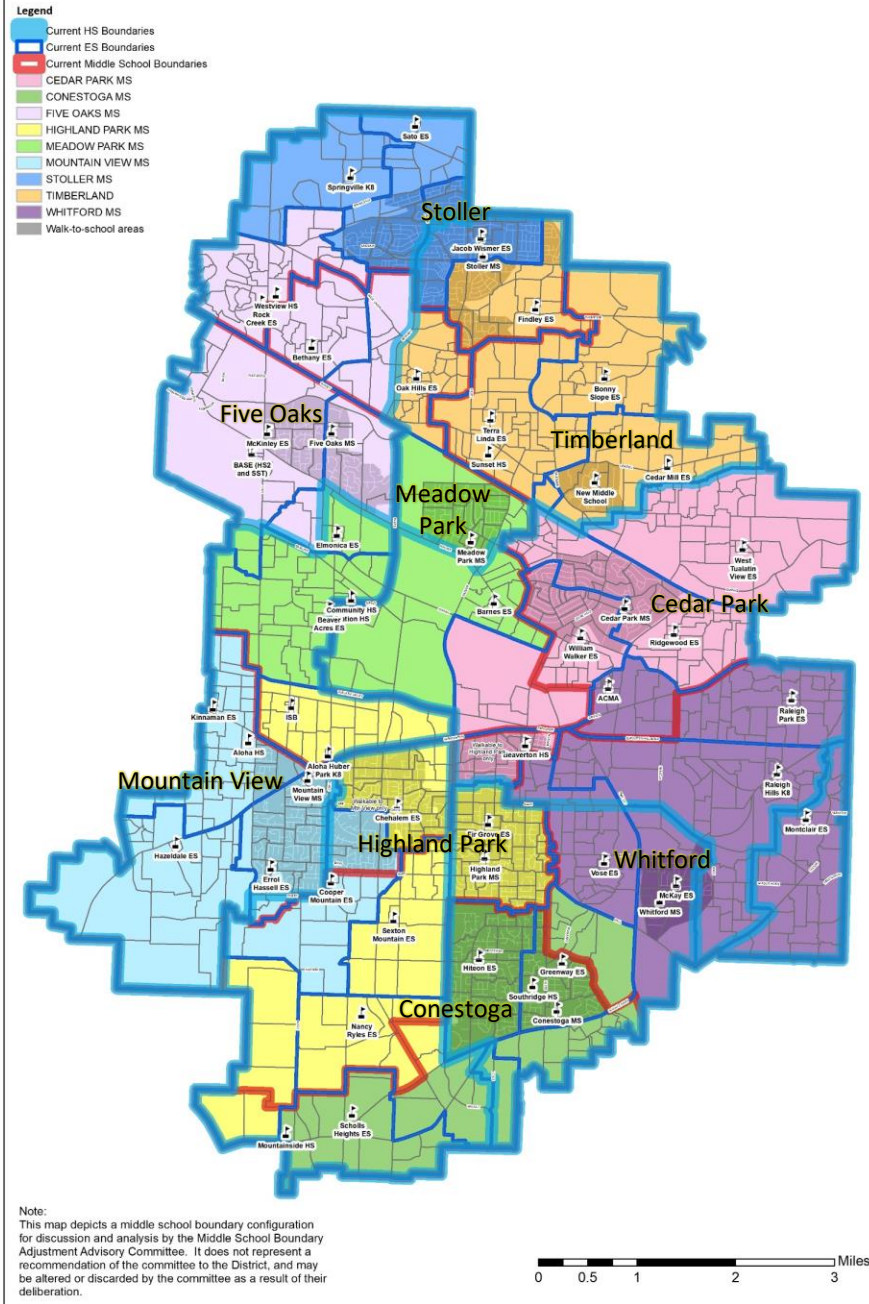 Legend
Current HS Boundaries
Current ES Boundaries
Current Middle School Boundaries
CEDAR PARK MS
CONESTOGA MS
FIVE OAKS MS
HIGHLAND PARK MS
MEADOW PARK MS
MOUNTAIN VIEW MS
STOLLER MS
TIMBERLAND
WHITFORD MS
Walk-to-school areas
Sato ES
Springville K8
Stoller
Jacob Wismer ES
Stoller MS
Westview HS
Rock
Creek ES
Findley ES
Bethany ES
Oak Hills ES
Bonny
Slope ES
Five Oaks
McKinley ES
Five Oaks MS
BASE (HS2
and SST)
Terra
Linda ES
Sunset HS
Timberland
Cedar Mill ES
New Middle
School
Meadow
Park
Elmonica ES
Meadow
Park MS
West
Tualatin
View ES
Community HS
Beaver
Acres ES
Barnes ES
Cedar Park
Cedar Park MS
William
Walker ES
Ridgewood ES
ACMA
Kinnaman ES
ISB
Raleigh
Park ES
Aloha HS
Aloha Huber
Park K8
Walkable to
Highland Park
only
Beaverton HS
Mountain View
Mountain
View MS
Raleigh
Hills K8
Walkable to
Mtn View only
Chehalem ES
Montclair ES
Hazeldale ES
Highland Park
Fir Grove ES
Highland
Park MS
Whitford
Vose ES
McKay ES
Whitford MS
Errol
Hassell ES
Cooper
Mountain ES
Sexton
Mountain ES
Hiteon ES
Greenway ES
Southridge HS
Conestoga
Conestoga MS
Nancy
Ryles ES
Scholls
Heights ES
Mountainside HS
Note:
This map depicts a middle school boundary configuration
for discussion and analysis by the Middle School Boundary
Adjustment Advisory Committee. It does not represent a
recommendation of the committee to the District, and may
be altered or discarded by the committee as a result of their
deliberation.
Miles
0 0.5 1 2 3